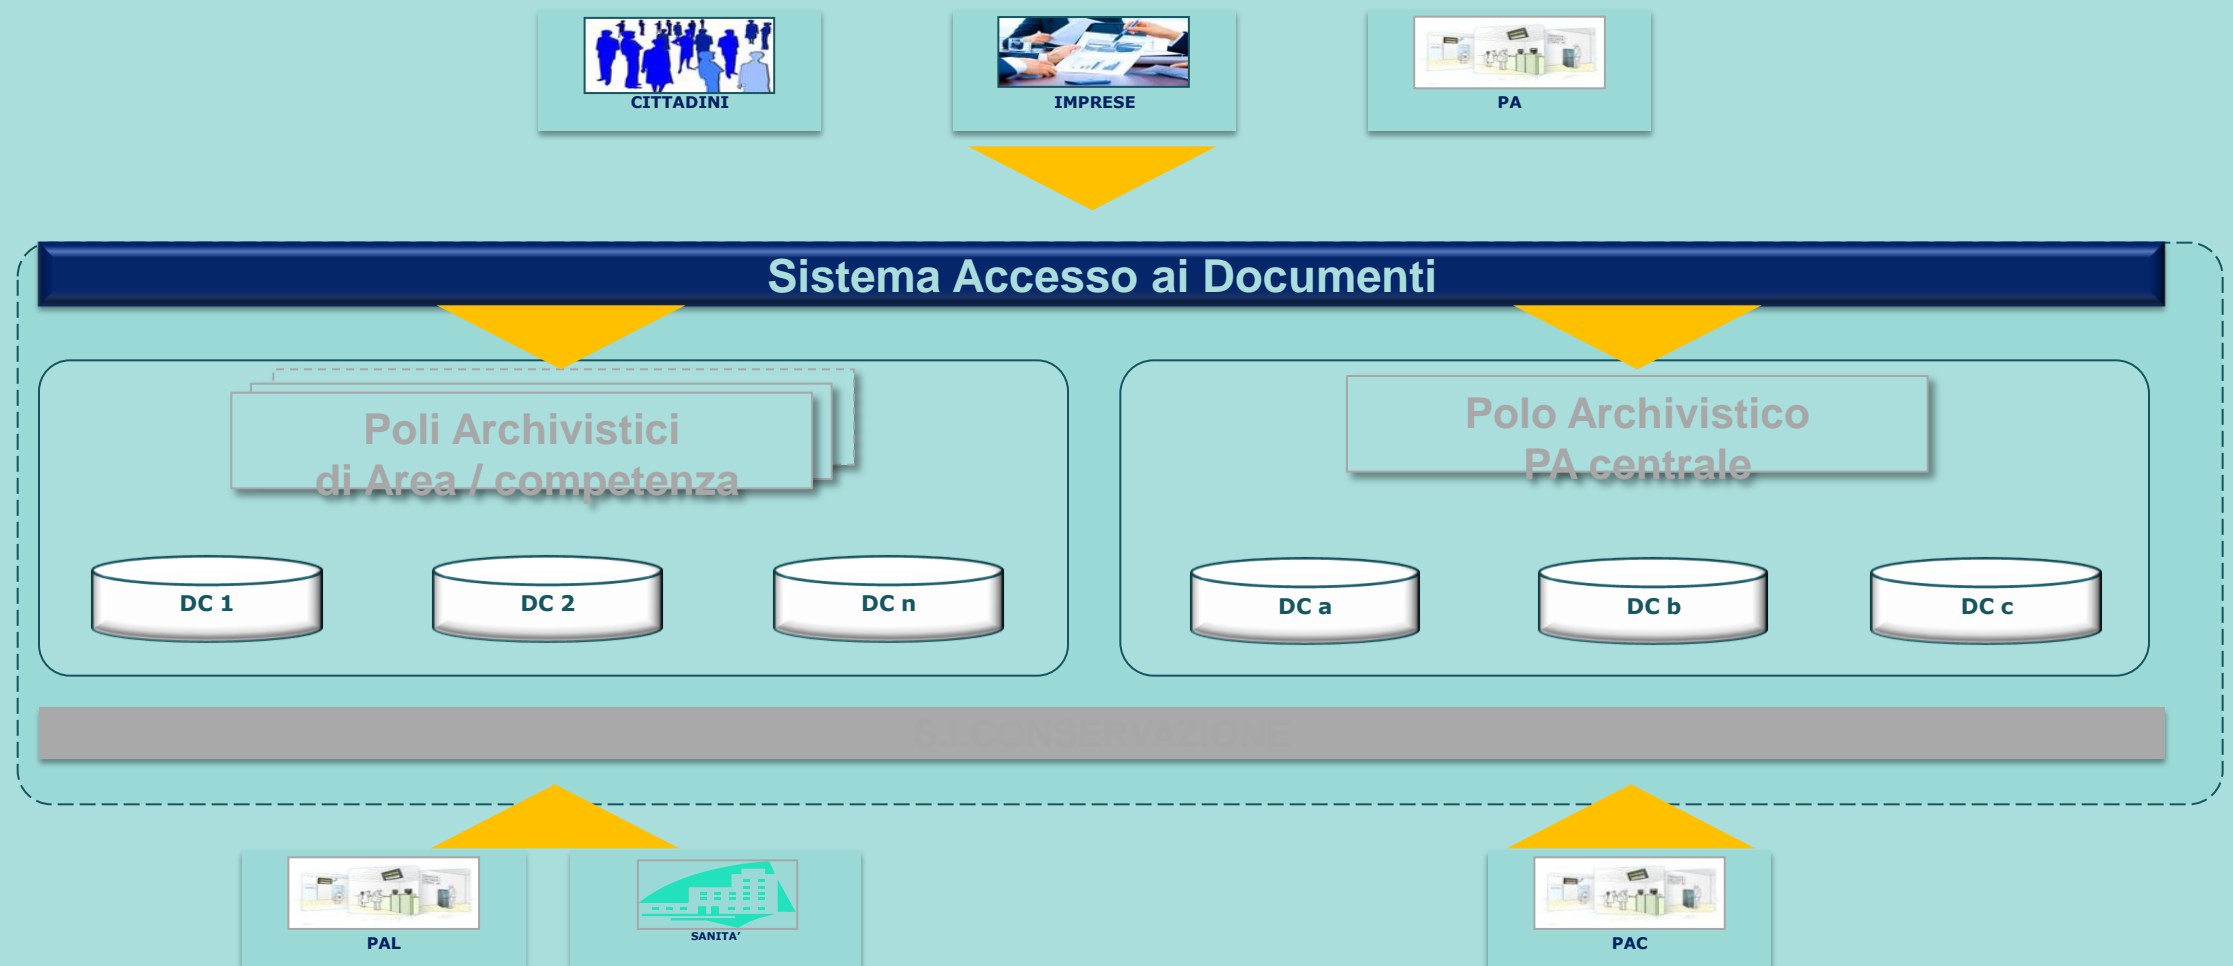 CITTADINI
IMPRESE
PA
Sistema Accesso ai Documenti
Poli Archivistici
di Area / competenza
Polo Archivistico
PA centrale
DC 1
DC 2
DC n
DC a
DC b
DC c
S.I.CONSERVAZIONE
PAL
SANITA’
PAC